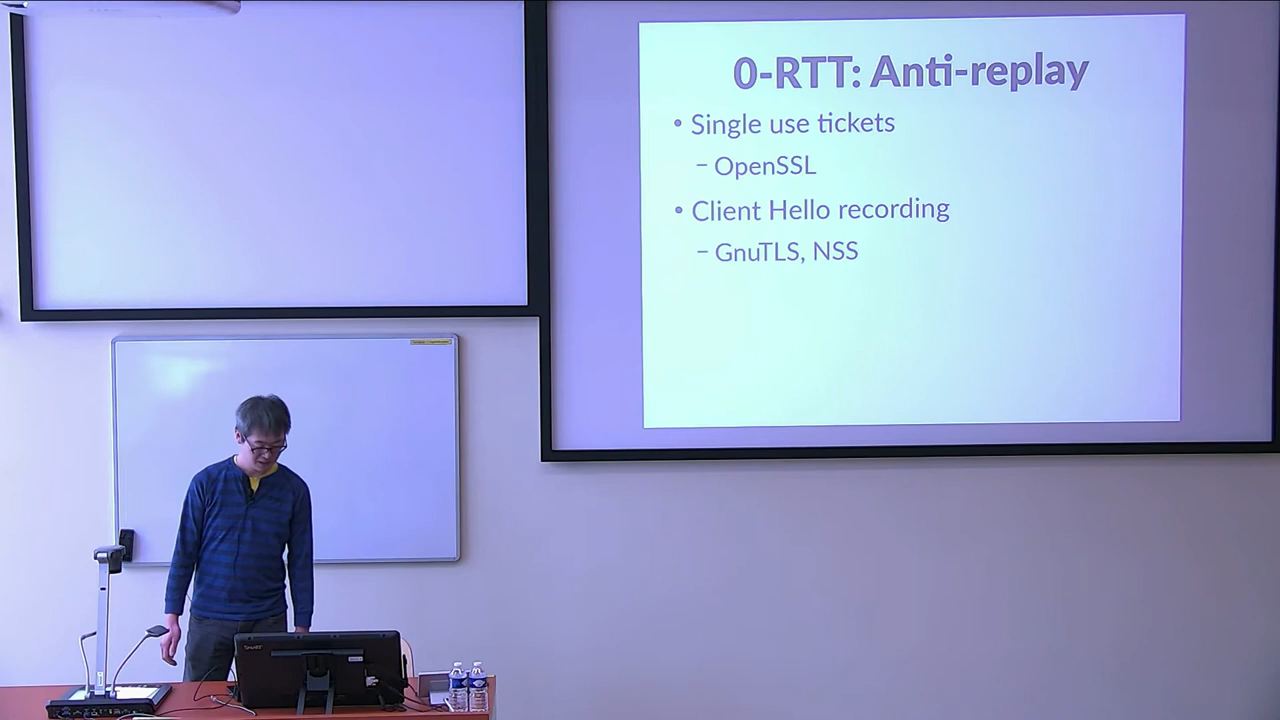 0-RTT: Anti-replay
• Single use tickets
– OpenSSL
• Client Hello recording
– GnuTLS, NSS